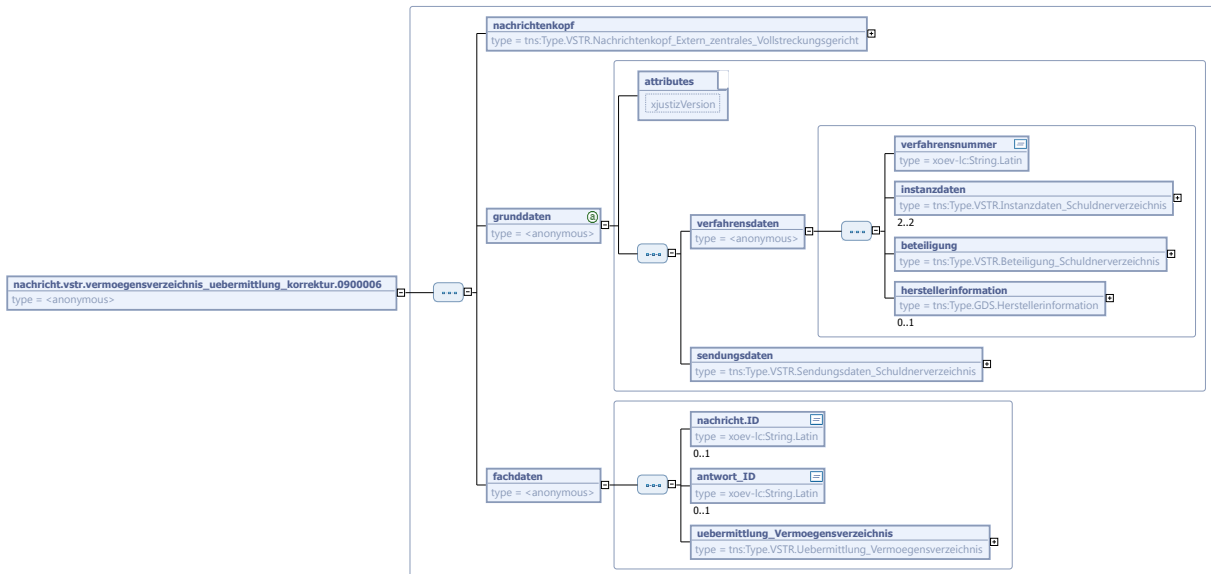 nachrichtenkopf
type = tns:Type.VSTR.Nachrichtenkopf_Extern_zentrales_Vollstreckungsgericht
attributes
xjustizVersion
verfahrensnummer
type = xoev-lc:String.Latin
instanzdaten
type = tns:Type.VSTR.Instanzdaten_Schuldnerverzeichnis
2..2
grunddaten
type = <anonymous>
verfahrensdaten
type = <anonymous>
beteiligung
type = tns:Type.VSTR.Beteiligung_Schuldnerverzeichnis
nachricht.vstr.vermoegensverzeichnis_uebermittlung_korrektur.0900006
type = <anonymous>
herstellerinformation
type = tns:Type.GDS.Herstellerinformation
0..1
sendungsdaten
type = tns:Type.VSTR.Sendungsdaten_Schuldnerverzeichnis
nachricht.ID
type = xoev-lc:String.Latin
0..1
fachdaten
type = <anonymous>
antwort_ID
type = xoev-lc:String.Latin
0..1
uebermittlung_Vermoegensverzeichnis
type = tns:Type.VSTR.Uebermittlung_Vermoegensverzeichnis